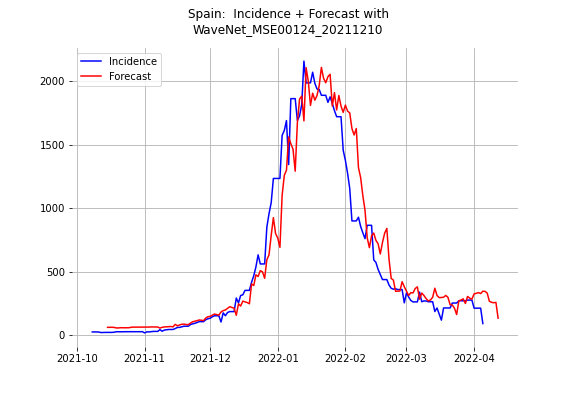 Spain:  Incidence + Forecast with
WaveNet_MSE00124_20211210
Incidence
Forecast
2000
1500
1000
500
0
2021-10 2021-11 2021-12 2022-01 2022-02 2022-03 2022-04